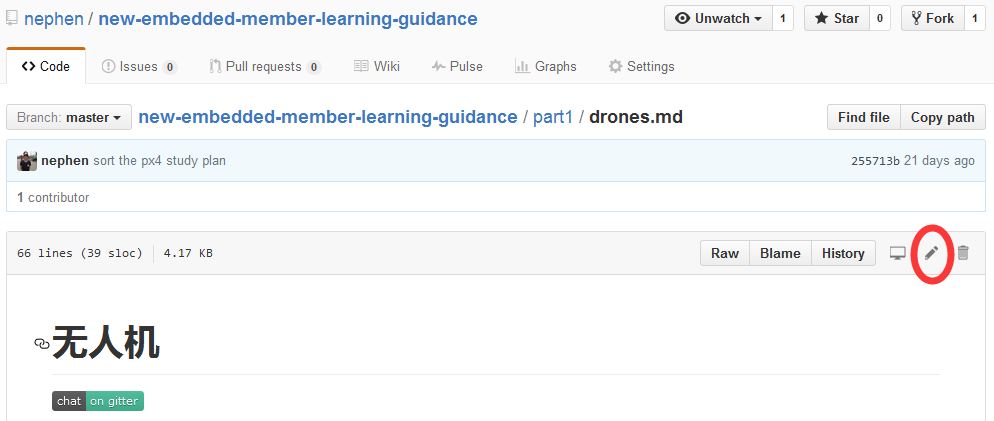 nephen / new-embedded-member-learning-guidance Unwatch 1 Star 0 Fork 1
Code Issues 0 Pull requests 0 Wiki Pulse Graphs Settings
Branch: master new-embedded-member-learning-guidance / part1 / drones.md Find file Copy path
nephen sort the px4 study plan 255713b 21 days ago
1 contributor
66 lines (39 sloc) 4.17 KB Raw Blame History
无人机
chat on gitter